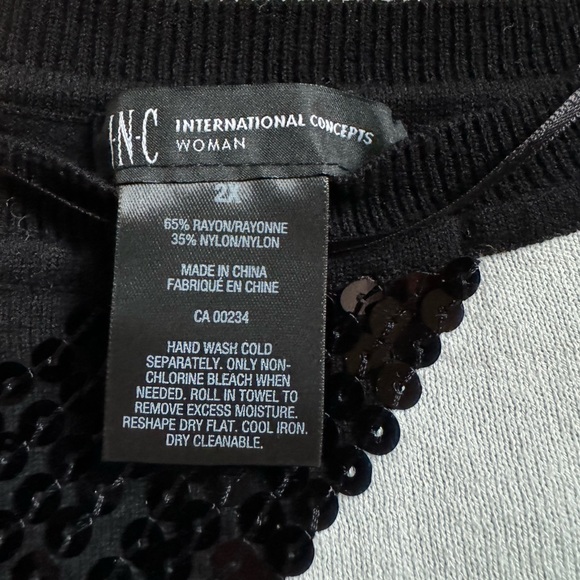 I·N·C INTERNATIONAL CONCEPTS
WOMAN
2X
65% RAYON/RAYONNE
35% NYLON/NYLON
MADE IN CHINA
FABRIQUÉ EN CHINE
CA 00234
HAND WASH COLD
SEPARATELY. ONLY NON-
CHLORINE BLEACH WHEN
NEEDED. ROLL IN TOWEL TO
REMOVE EXCESS MOISTURE.
RESHAPE DRY FLAT. COOL IRON.
DRY CLEANABLE.